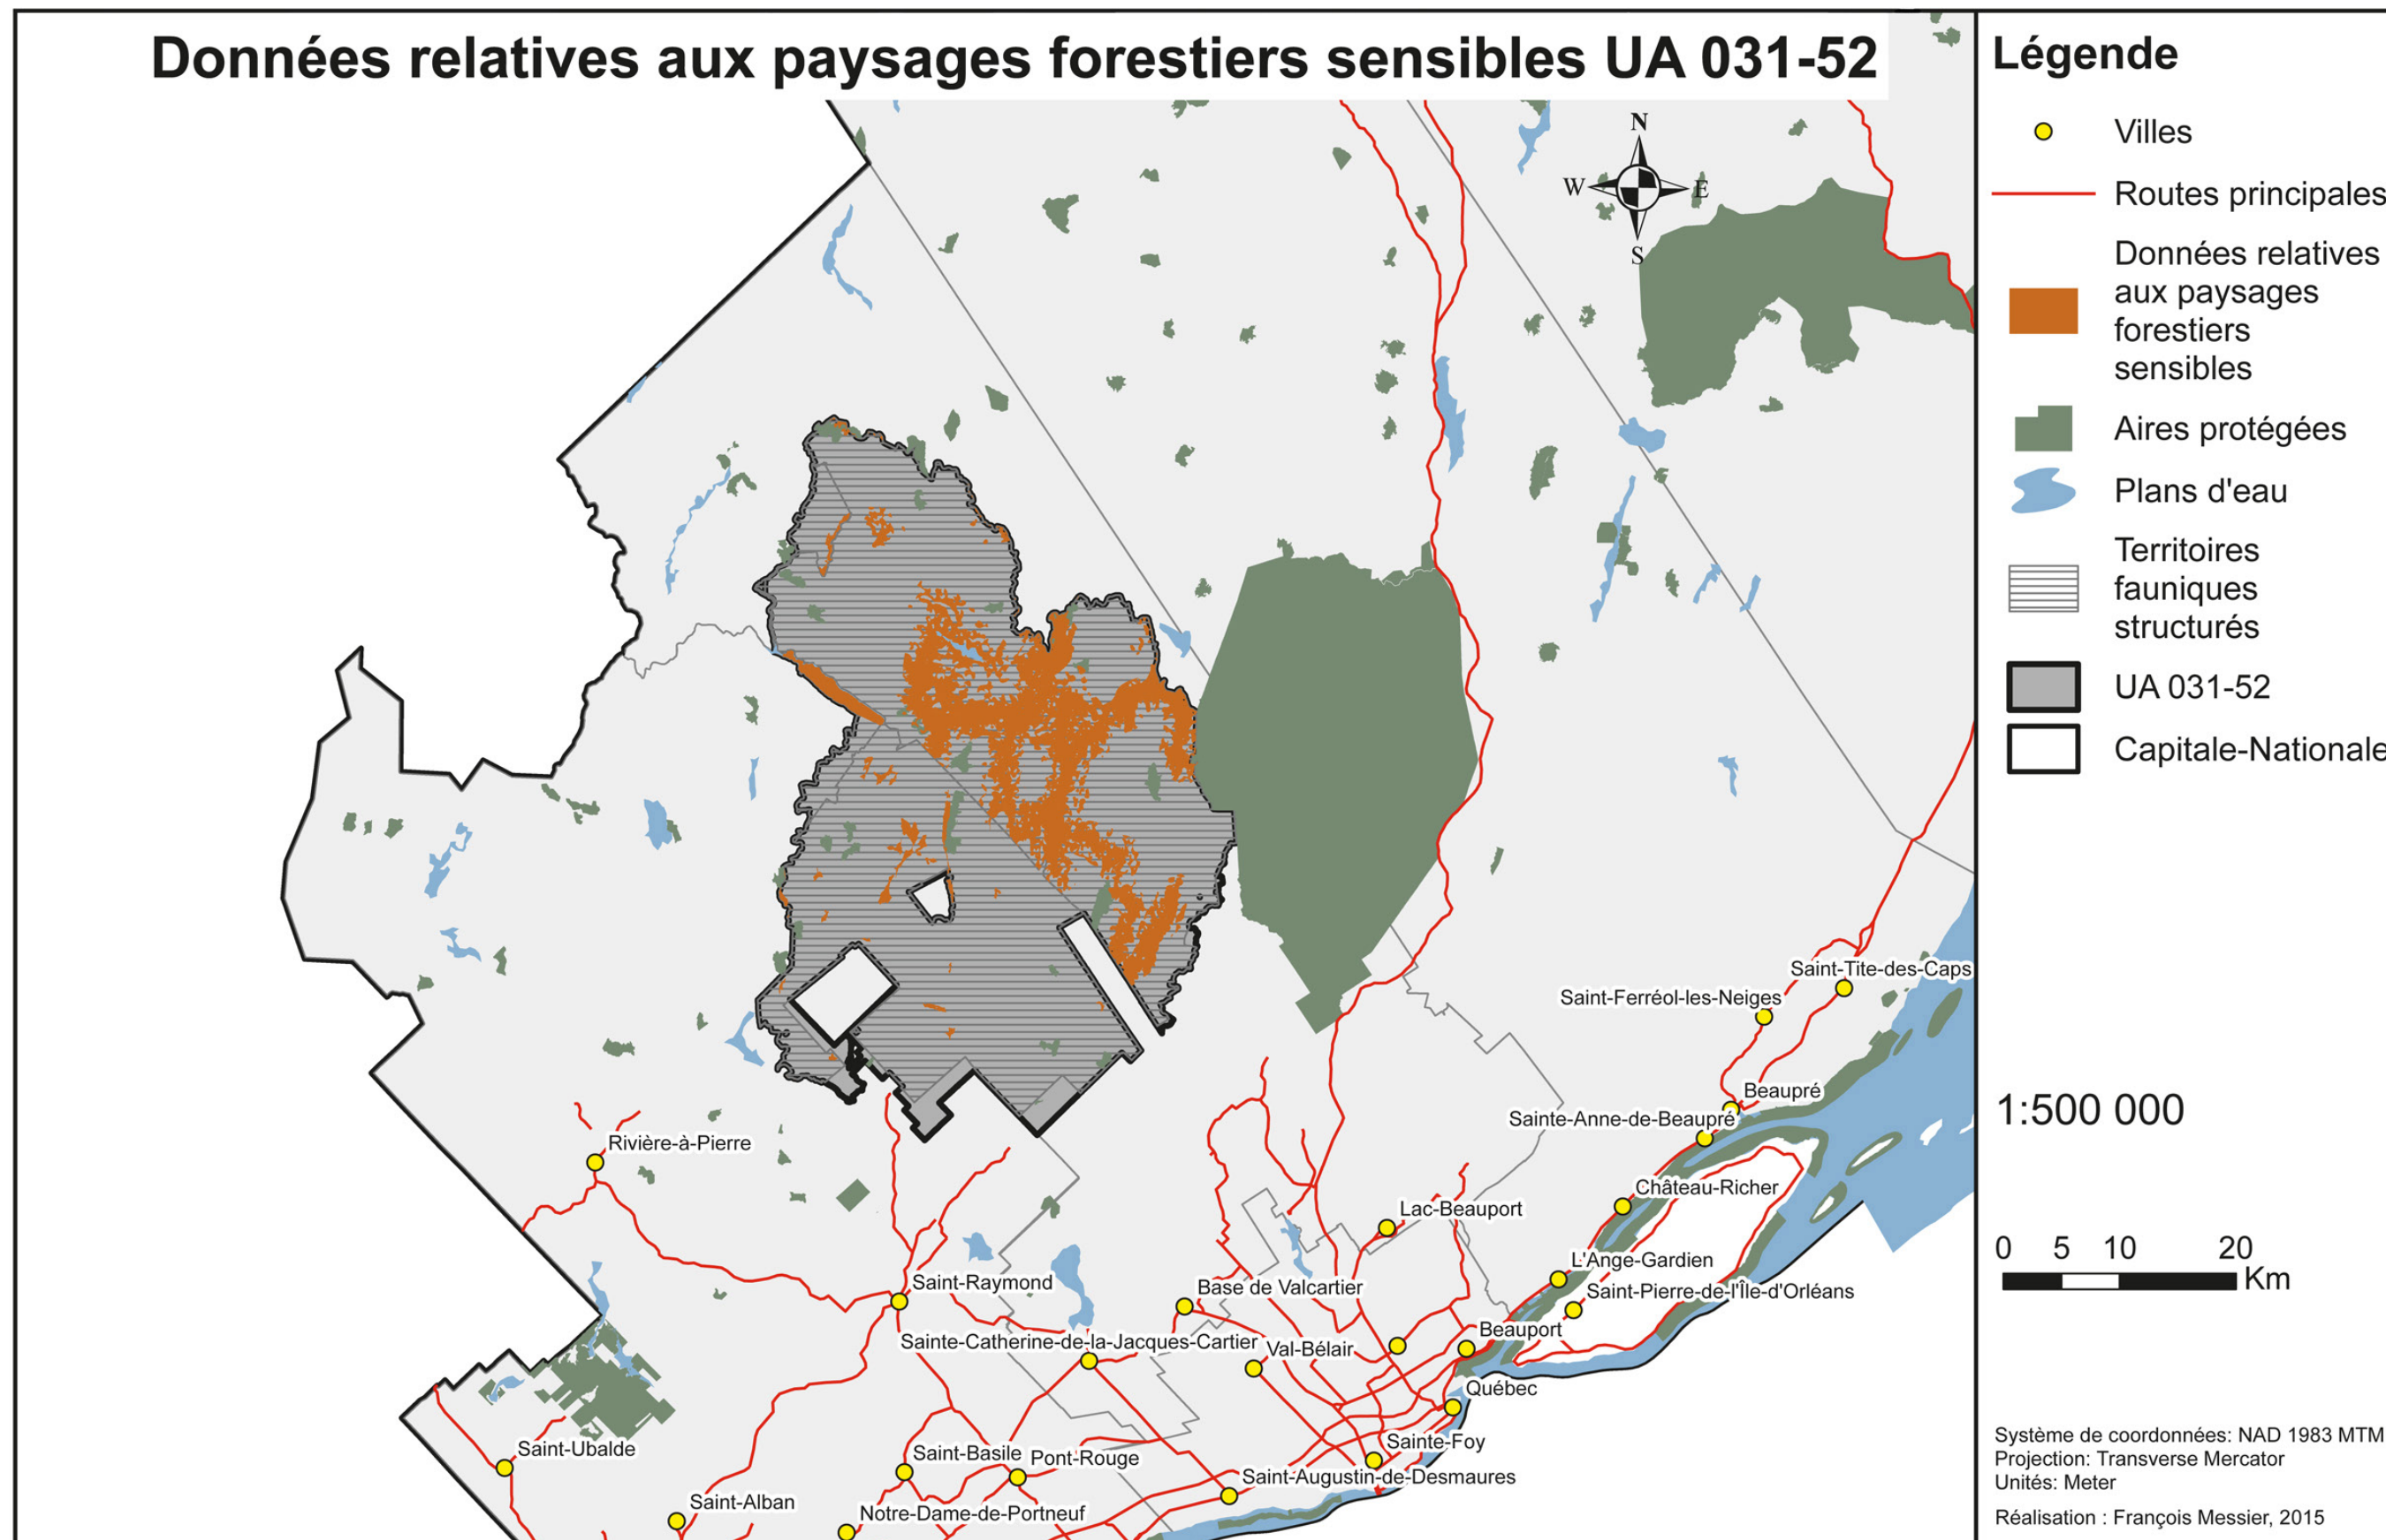 Données relatives aux paysages forestiers sensibles UA 031-52
N
W
E
S
Saint-Tite-des-Caps
Saint-Ferréol-les-Neiges
Beaupré
Sainte-Anne-de-Beaupré
Rivière-à-Pierre
Château-Richer
Lac-Beauport
L'Ange-Gardien
Saint-Raymond
Base de Valcartier
Saint-Pierre-de-l'Île-d'Orléans
Beauport
Sainte-Catherine-de-la-Jacques-Cartier
Val-Bélair
Québec
Sainte-Foy
Saint-Ubalde
Saint-Basile
Pont-Rouge
Saint-Augustin-de-Desmaures
Saint-Alban
Notre-Dame-de-Portneuf
Légende
Villes
Routes principales
Données relatives
aux paysages
forestiers
sensibles
Aires protégées
Plans d'eau
Territoires
fauniques
structurés
UA 031-52
Capitale-Nationale
1:500 000
0 5 10 20
Km
Système de coordonnées: NAD 1983 MTM
Projection: Transverse Mercator
Unités: Meter
Réalisation : François Messier, 2015